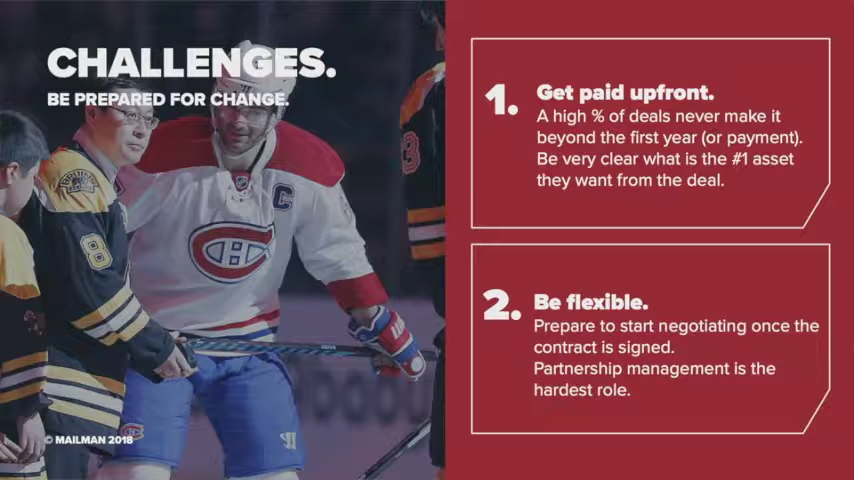 CHALLENGES.
BE PREPARED FOR CHANGE.
8
3
C
© MAILMAN 2018
1.
Get paid upfront.
A high % of deals never make it
beyond the first year (or payment).
Be very clear what is the #1 asset
they want from the deal.
2.
Be flexible.
Prepare to start negotiating once the
contract is signed.
Partnership management is the
hardest role.